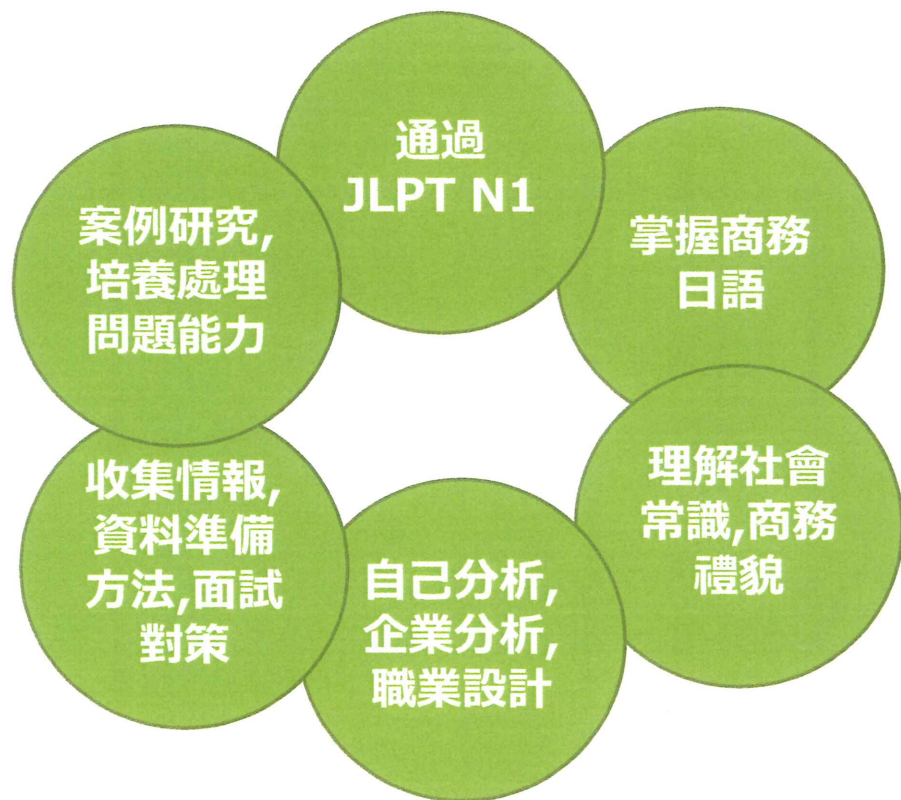 通過
JLPT N1
掌握商務
日語
理解社會
常識,商務
禮貌
自己分析,
企業分析,
職業設計
收集情報,
資料準備
方法,面試
對策
案例研究,
培養處理
問題能力